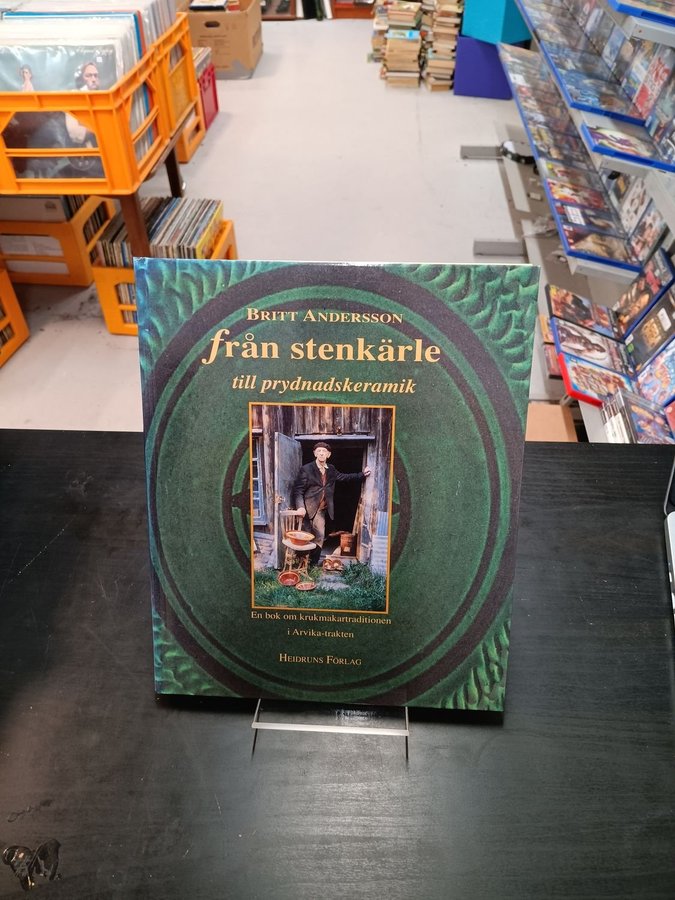 BRITT ANDERSSON
från stenkärle
till prydnadskeramik
En bok om krukmakartraditionen
i Arvika-trakten
HEIDRUNS FÖRLAG